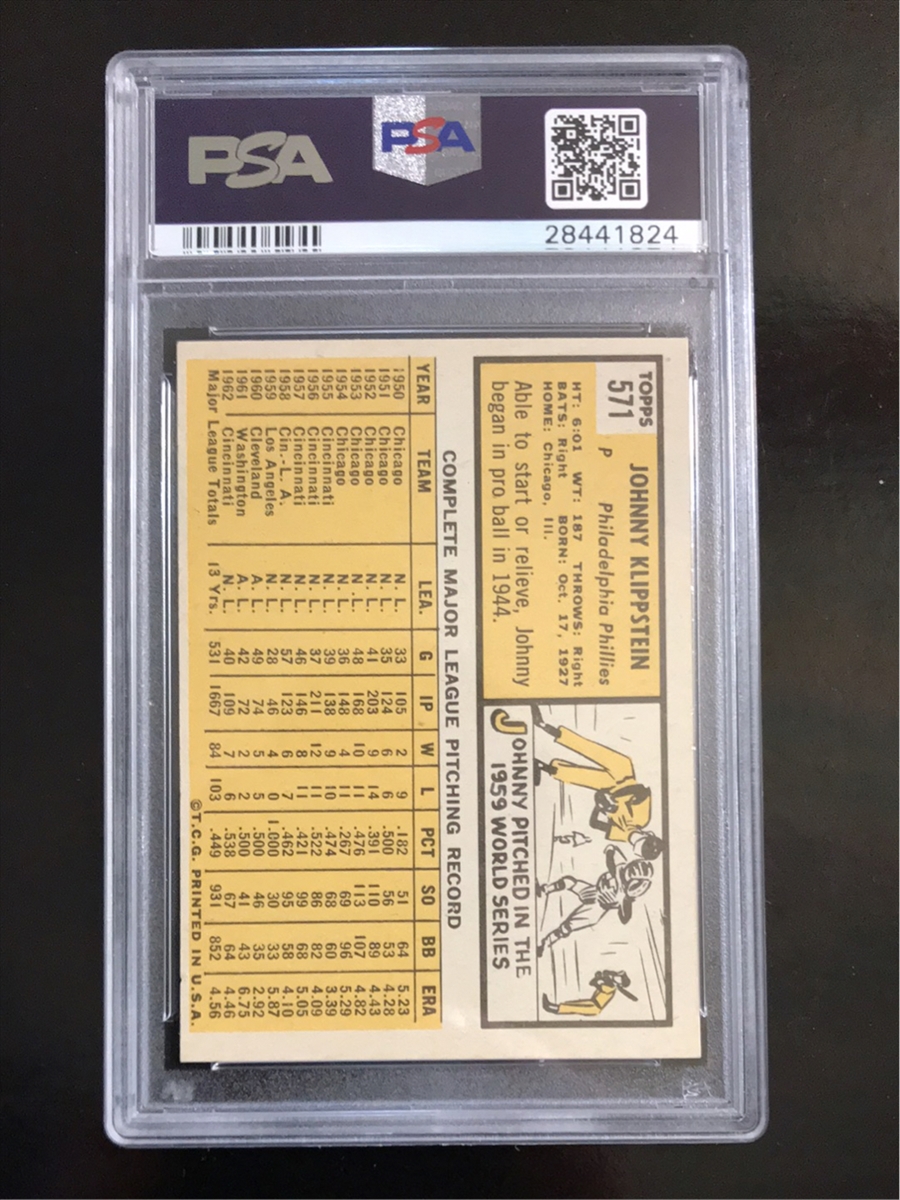 PSA
PSA
28441824
TOPPS
571
JOHNNY KLIPPSTEIN
P Philadelphia Phillies
HT: 6:01 WT: 187 THROWS: Right
BATS: Right BORN: Oct. 17, 1927
HOME: Chicago, Ill.
Able to start or relieve, Johnny
began in pro ball in 1944.
JOHNNY PITCHED IN THE
1959 WORLD SERIES
COMPLETE MAJOR LEAGUE PITCHING RECORD
YEAR TEAM LEA. G IP W L PCT SO BB ERA
1950 Chicago N. L. 33 105 2 9 .182 51 64 5.23
1951 Chicago N. L. 35 124 6 6 .500 56 53 4.28
1952 Chicago N. L. 41 203 9 14 .391 110 89 4.43
1953 Chicago N. L. 48 168 10 11 .476 113 107 4.82
1954 Chicago N. L. 36 148 4 11 .267 69 96 5.29
1955 Cincinnati N. L. 39 138 9 10 .474 68 60 3.39
1956 Cincinnati N. L. 37 211 12 11 .522 86 82 4.09
1957 Cincinnati N. L. 46 146 8 11 .421 99 68 5.05
1958 Cin.-L. A. N. L. 57 123 6 7 .462 95 58 4.10
1959 Los Angeles N. L. 28 46 4 0 1.000 30 33 5.87
1960 Cleveland A. L. 49 74 5 5 .500 46 35 2.92
1961 Washington A. L. 42 72 2 2 .500 41 43 6.75
1962 Cincinnati N. L. 40 109 7 6 .538 67 64 4.46
Major League Totals 13 Yrs. 531 1667 84 103 .449 931 852 4.56
©T.C.G. PRINTED IN U.S.A.